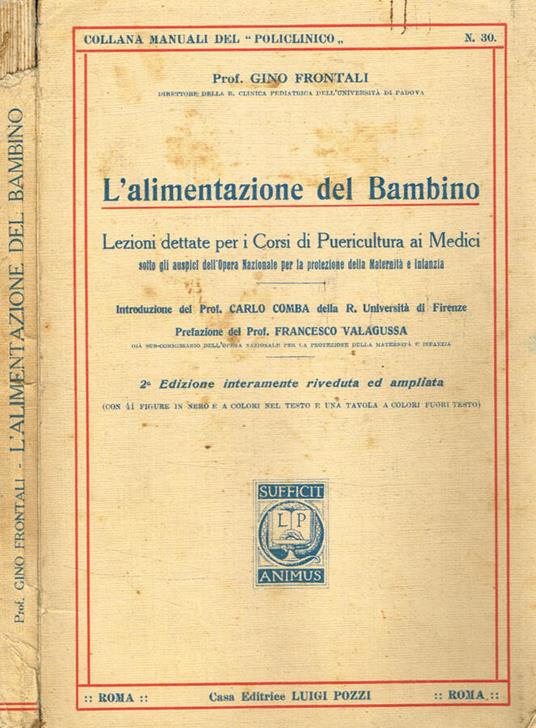 COLLANA MANUALI DEL "POLICLINICO„ N. 30.
Prof. GINO FRONTALI
DIRETTORE DELLA R. CLINICA PEDIATRICA DELL'UNIVERSITÀ DI PADOVA
L'alimentazione del Bambino
Lezioni dettate per i Corsi di Puericultura ai Medici
sotto gli auspici dell'Opera Nazionale per la protezione della Maternità e Infanzia
Introduzione del Prof. CARLO COMBA della R. Università di Firenze
Prefazione del Prof. FRANCESCO VALAGUSSA
GIÀ SUB-COMMISSARIO DELL'OPERA NAZIONALE PER LA PROTEZIONE DELLA MATERNITÀ E INFANZIA
2ª Edizione interamente riveduta ed ampliata
(CON 41 FIGURE IN NERO E A COLORI NEL TESTO E UNA TAVOLA A COLORI FUORI TESTO)
SUFFICIT
L P
ANIMUS
:: ROMA :: Casa Editrice LUIGI POZZI :: ROMA ::
Prof. GINO FRONTALI - L'ALIMENTAZIONE DEL BAMBINO